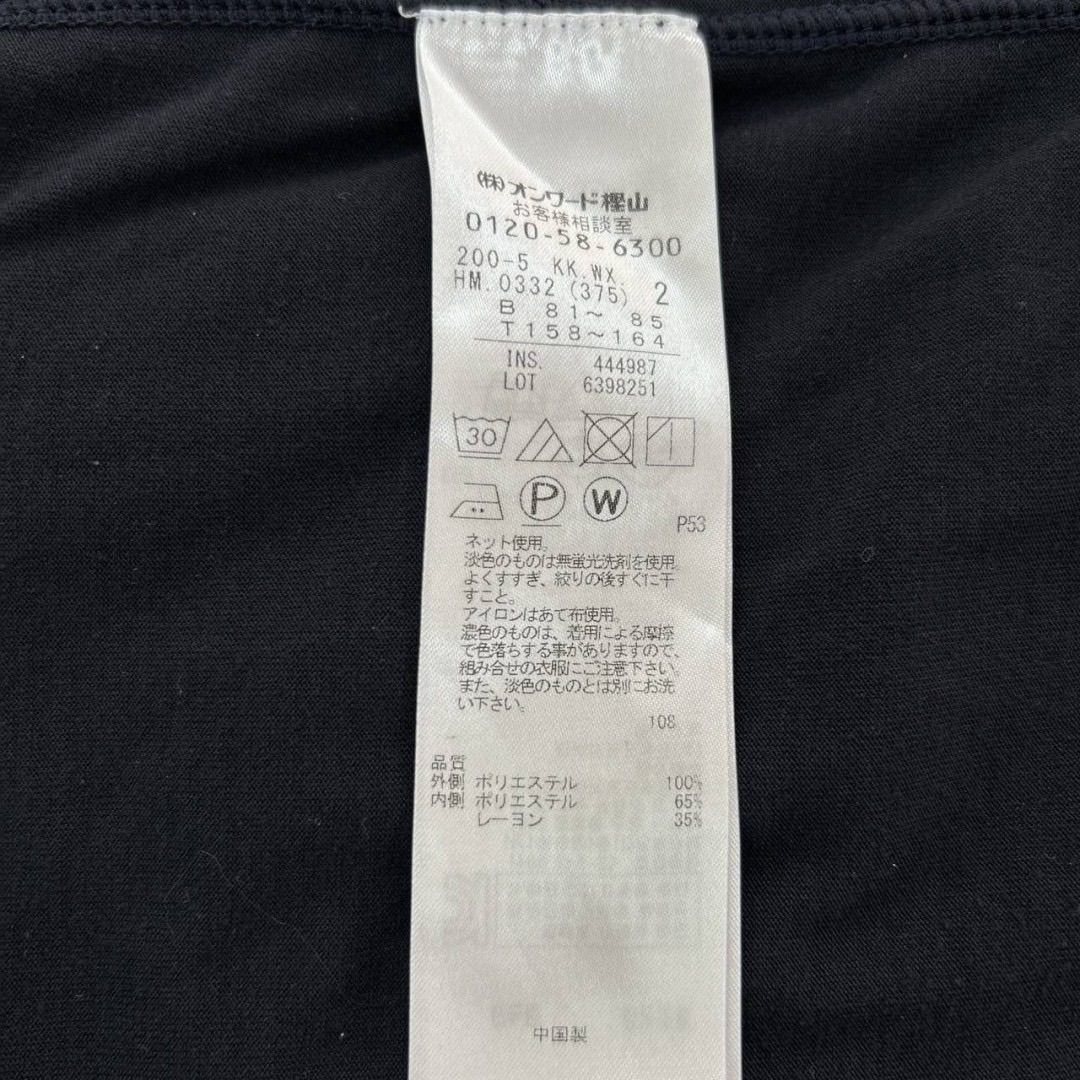 (株)オンワード樫山
お客様相談室
0120-58-6300
200-5 KK.WX.
HM.0332 (375) 2
B 81~ 85
T158~164
INS. 444987
LOT 6398251
30
P W
P53
ネット使用。
淡色のものは無蛍光洗剤を使用。
よくすすぎ、絞りの後すぐに干
すこと。
アイロンはあて布使用。
濃色のものは、着用による摩擦
で色落ちする事がありますので、
組み合せの衣服にご注意下さい。
また、淡色のものとは別にお洗
い下さい。
108
品質
外側 ポリエステル 100%
内側 ポリエステル 65%
レーヨン 35%
中国製